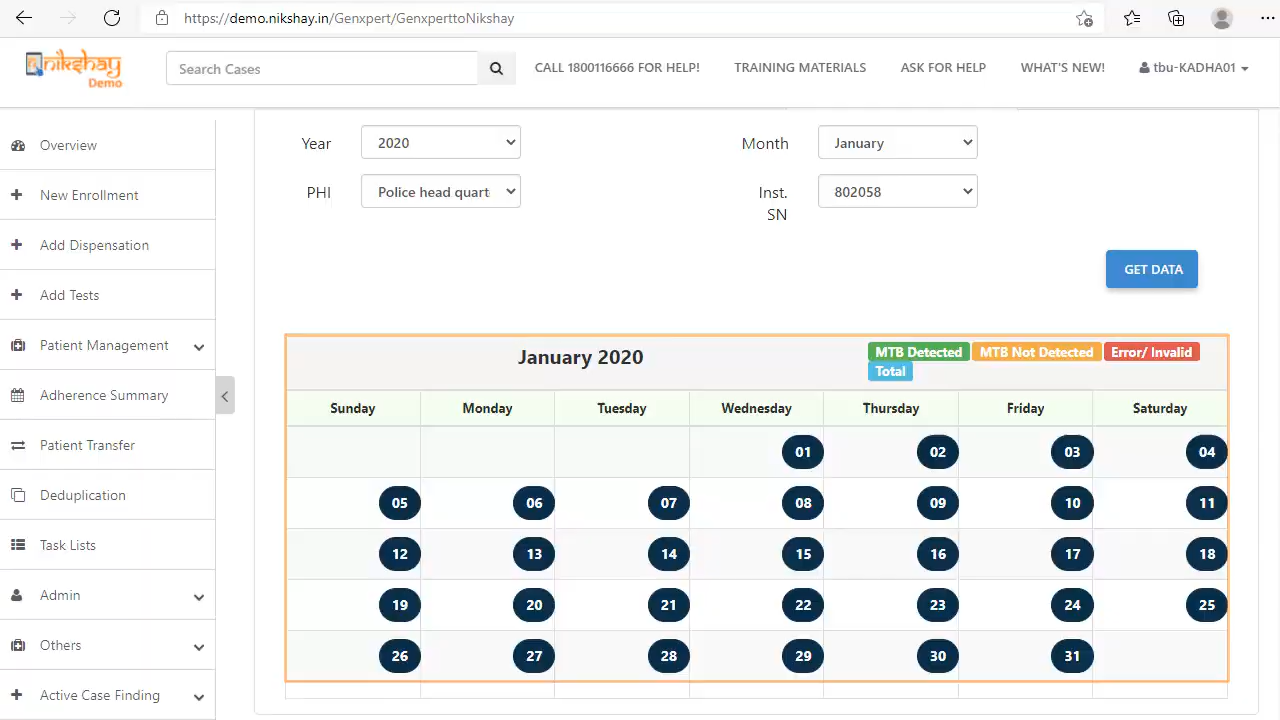 https://demo.nikshay.in/Genxpert/GenxperttoNikshay
nikshay
Demo
Search Cases
CALL 1800116666 FOR HELP!
TRAINING MATERIALS
ASK FOR HELP
WHAT'S NEW!
tbu-KADHA01
Overview
New Enrollment
Add Dispensation
Add Tests
Patient Management
Adherence Summary
Patient Transfer
Deduplication
Task Lists
Admin
Others
Active Case Finding
Year 2020 Month January
PHI Police head quart Inst. SN 802058
GET DATA
January 2020
MTB Detected MTB Not Detected Error/ Invalid
Total
Sunday Monday Tuesday Wednesday Thursday Friday Saturday
01 02 03 04
05 06 07 08 09 10 11
12 13 14 15 16 17 18
19 20 21 22 23 24 25
26 27 28 29 30 31